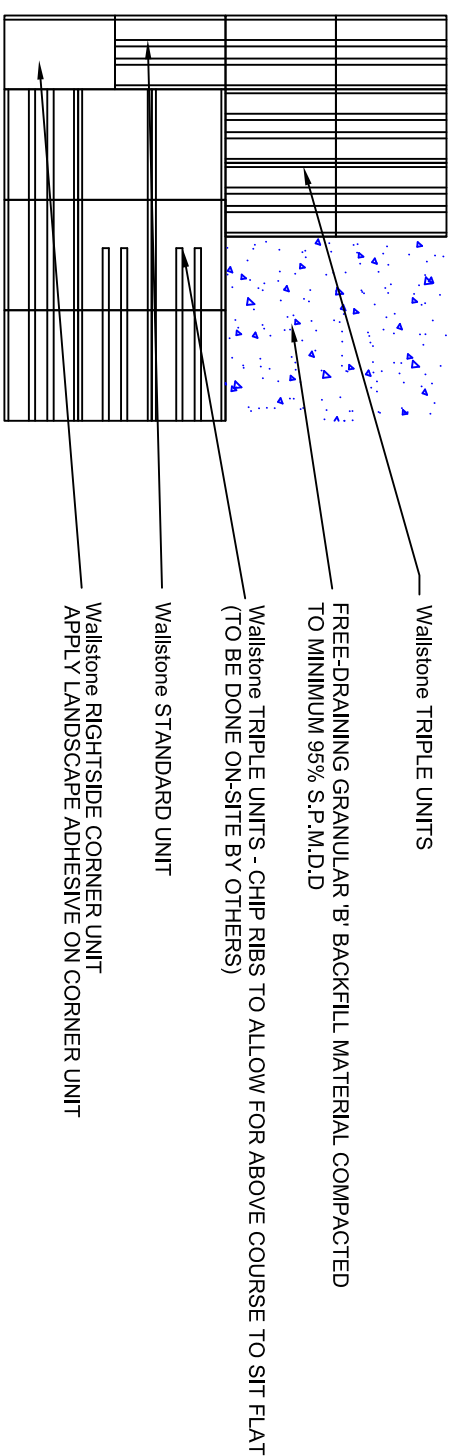 Wallstone TRIPLE UNITS
FREE-DRAINING GRANULAR 'B' BACKFILL MATERIAL COMPACTED
TO MINIMUM 95% S.P.M.D.D
Wallstone TRIPLE UNITS - CHIP RIBS TO ALLOW FOR ABOVE COURSE TO SIT FLAT
(TO BE DONE ON-SITE BY OTHERS)
Wallstone STANDARD UNIT
Wallstone RIGHTSIDE CORNER UNIT
APPLY LANDSCAPE ADHESIVE ON CORNER UNIT